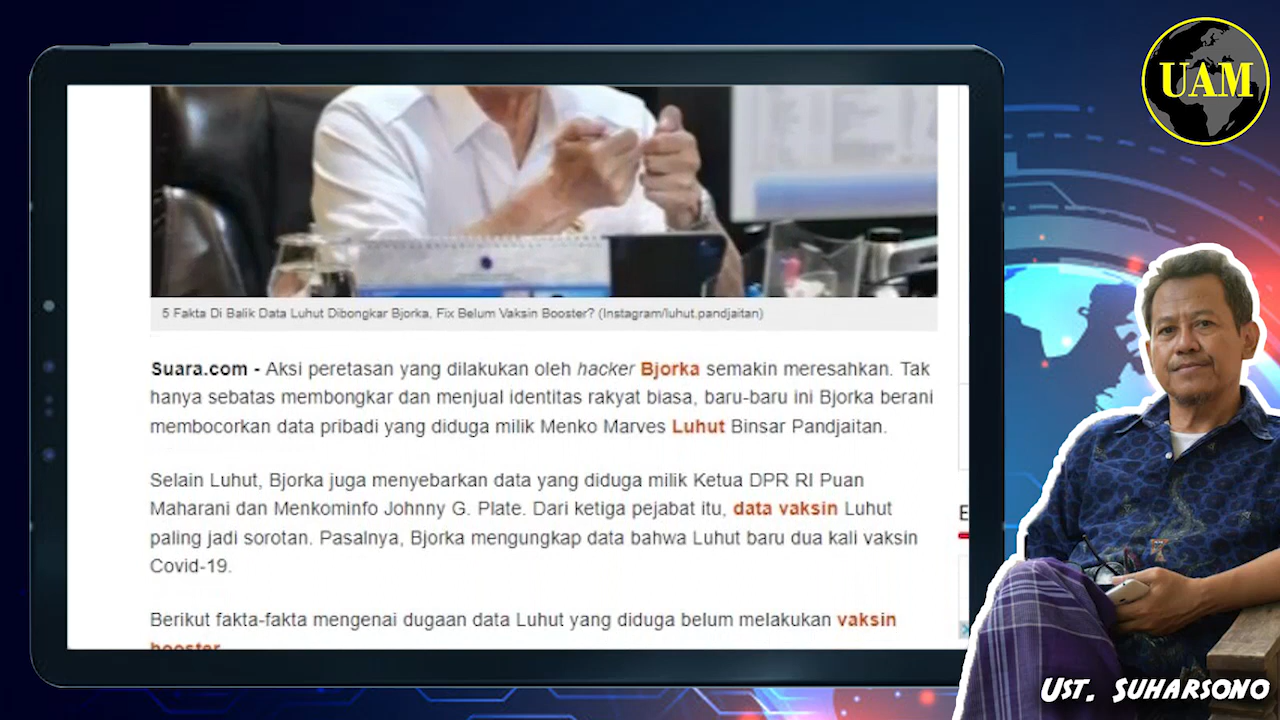 UAM
5 Fakta Di Balik Data Luhut Dibongkar Bjorka, Fix Belum Vaksin Booster? (Instagram/luhut.pandjaitan)
Suara.com - Aksi peretasan yang dilakukan oleh hacker Bjorka semakin meresahkan. Tak
hanya sebatas membongkar dan menjual identitas rakyat biasa, baru-baru ini Bjorka berani
membocorkan data pribadi yang diduga milik Menko Marves Luhut Binsar Pandjaitan.
Selain Luhut, Bjorka juga menyebarkan data yang diduga milik Ketua DPR RI Puan
Maharani dan Menkominfo Johnny G. Plate. Dari ketiga pejabat itu, data vaksin Luhut
paling jadi sorotan. Pasalnya, Bjorka mengungkap data bahwa Luhut baru dua kali vaksin
Covid-19.
Berikut fakta-fakta mengenai dugaan data Luhut yang diduga belum melakukan vaksin
booster
E
Ust. Suharsono